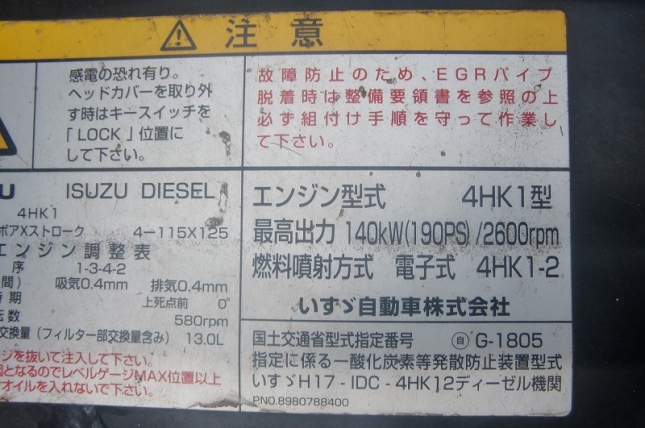 注意
感電の恐れ有り。
ヘッドカバーを取り外
す時はキースイッチを
「LOCK」位置に
して下さい。
故障防止のため、EGRパイプ
脱着時は整備要領書を参照の上
必ず組付け手順を守って作業し
て下さい。
U ISUZU DIESEL
4HK1
ボアXストローク 4－115X125
エンジン調整表
序 1-3-4-2
間) 吸気0.4mm 排気0.4mm
時期 上死点前 0°
転数 580rpm
交換量(フィルター部交換量含み) 13.0L
ジを抜いて注入して下さい。
因となるのでレベルゲージMAX位置以上
オイルを入れないで下さい。
エンジン型式 4HK1型
最高出力 140kW(190PS)/2600rpm
燃料噴射方式 電子式 4HK1-2
いすゞ自動車株式会社
国土交通省型式指定番号 自 G-1805
指定に係る一酸化炭素等発散防止装置型式
いすゞH17-IDC-4HK12ディーゼル機関
PNO.8980788400